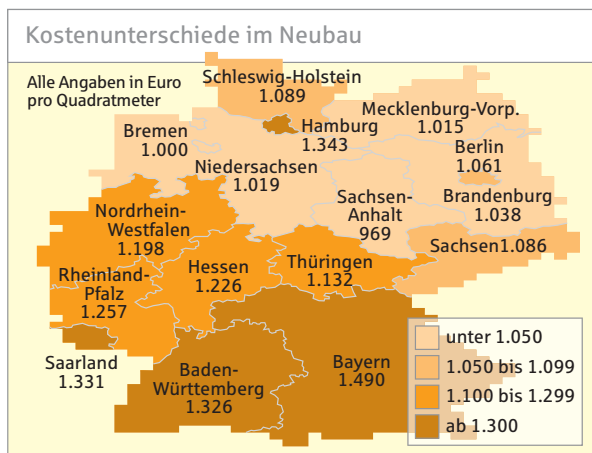 Kostenunterschiede im Neubau
Alle Angaben in Euro
pro Quadratmeter
Schleswig-Holstein
1.089
Mecklenburg-Vorp.
1.015
Hamburg
1.343
Bremen
1.000
Berlin
1.061
Niedersachsen
1.019
Brandenburg
1.038
Sachsen-
Anhalt
969
Nordrhein-
Westfalen
1.198
Sachsen 1.086
Hessen
1.226
Thüringen
1.132
Rheinland-
Pfalz
1.257
Saarland
1.331
Baden-
Württemberg
1.326
Bayern
1.490
unter 1.050
1.050 bis 1.099
1.100 bis 1.299
ab 1.300